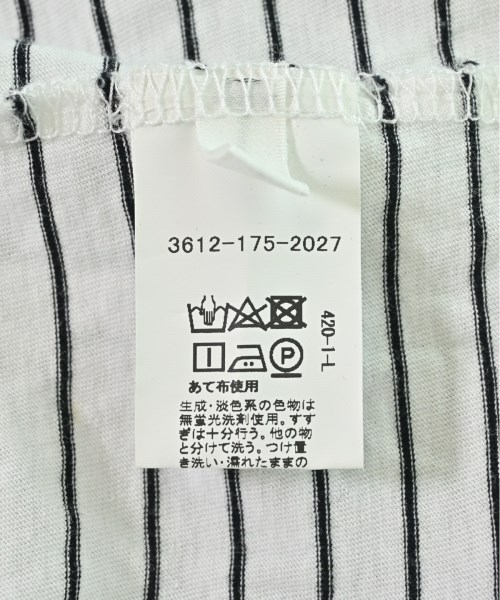 3612-175-2027
420-1-L
あて布使用
生成・淡色系の色物は
無蛍光洗剤使用。すす
ぎは十分行う。他の物
と分けて洗う。つけ置
き洗い・濡れたままの